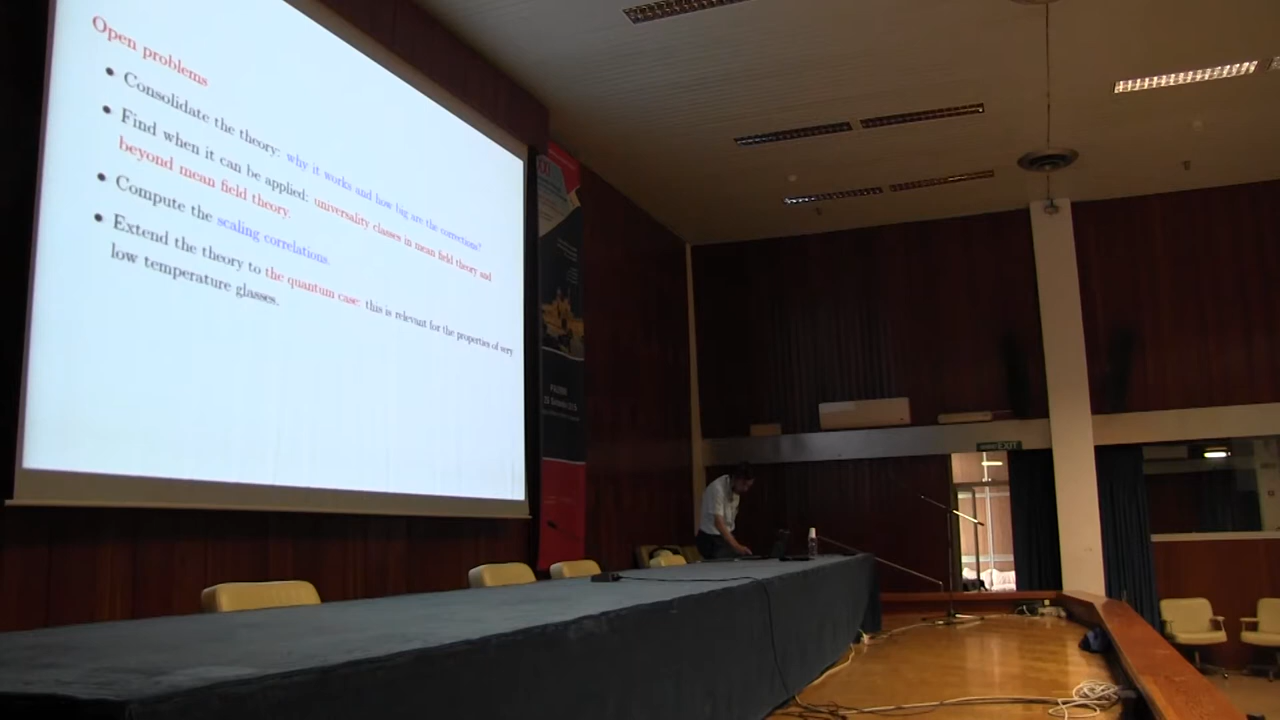 Open problems
• Consolidate the theory: why it works and how big are the corrections?
• Find when it can be applied: universality classes in mean field theory and
beyond mean field theory.
• Compute the scaling correlations.
• Extend the theory to the quantum case: this is relevant for the properties of very
low temperature glasses.
EXIT